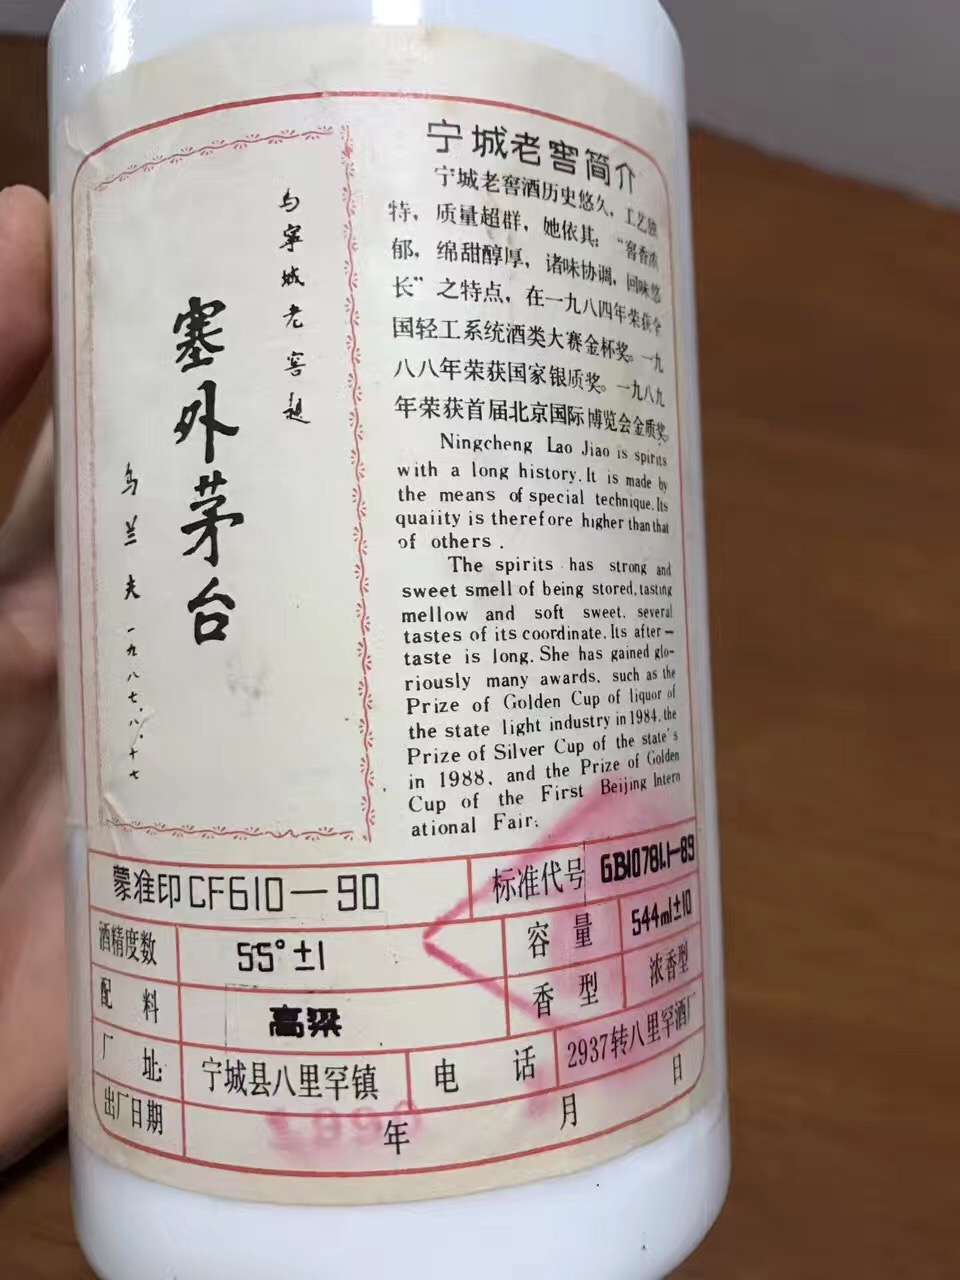 为宁城老窖题
塞外茅台
乌兰夫 一九八七.八.十七
宁城老窖简介
宁城老窖酒历史悠久，工艺独
特，质量超群，她依其：“窖香浓
郁，绵甜醇厚，诸味协调，回味悠
长”之特点，在一九八四年荣获全
国轻工系统酒类大赛金杯奖。一九
八八年荣获国家银质奖。一九八九
年荣获首届北京国际博览会金质奖。
Ningcheng Lao Jiao is spirits
with a long history. It is made by
the means of special technique. Its
quaiity is therefore higher than that
of others .
The spirits has strong and
sweet smell of being stored, tasting
mellow and soft sweet. several
tastes of its coordinate. Its after-
taste is long. She has gained glo-
riously many awards, such as the
Prize of Golden Cup of liquor of
the state light industry in 1984, the
Prize of Silver Cup of the state's
in 1988, and the Prize of Golden
Cup of the First Beijing Intern
ational Fair;
蒙准印CF610—90 标准代号 GB10781.1—89
酒精度数 55°±1 容量 544ml±10
配料 高粱 香型 浓香型
厂址 宁城县八里罕镇 电话 2937转八里罕酒厂
出厂日期 年 月 日